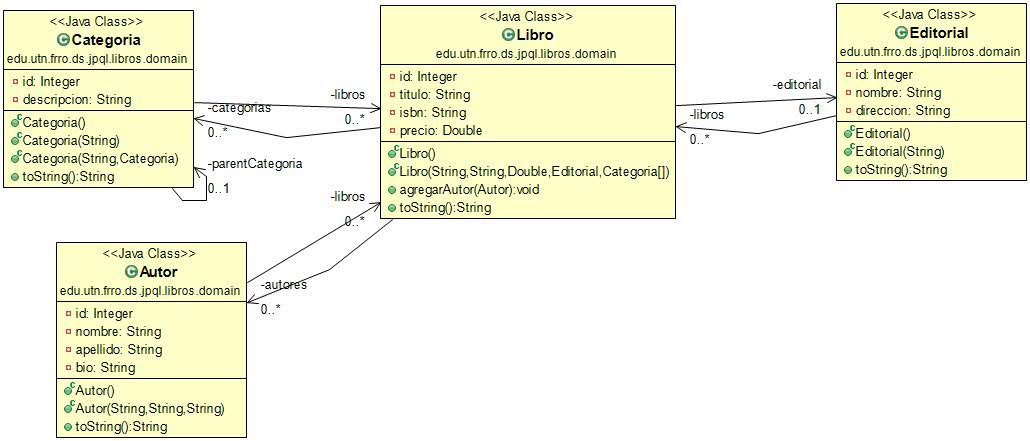 <<Java Class>>
Categoria
edu.utn.frro.ds.jpql.libros.domain
id: Integer
descripcion: String
Categoria()
Categoria(String)
Categoria(String,Categoria)
toString():String
-parentCategoria
0..1
-categorias
0..*
-libros
0..*
<<Java Class>>
Libro
edu.utn.frro.ds.jpql.libros.domain
id: Integer
titulo: String
isbn: String
precio: Double
Libro()
Libro(String,String,Double,Editorial,Categoria[])
agregarAutor(Autor):void
toString():String
-editorial
0..1
-libros
0..*
<<Java Class>>
Editorial
edu.utn.frro.ds.jpql.libros.domain
id: Integer
nombre: String
direccion: String
Editorial()
Editorial(String)
toString():String
-libros
0..*
-autores
0..*
<<Java Class>>
Autor
edu.utn.frro.ds.jpql.libros.domain
id: Integer
nombre: String
apellido: String
bio: String
Autor()
Autor(String,String,String)
toString():String